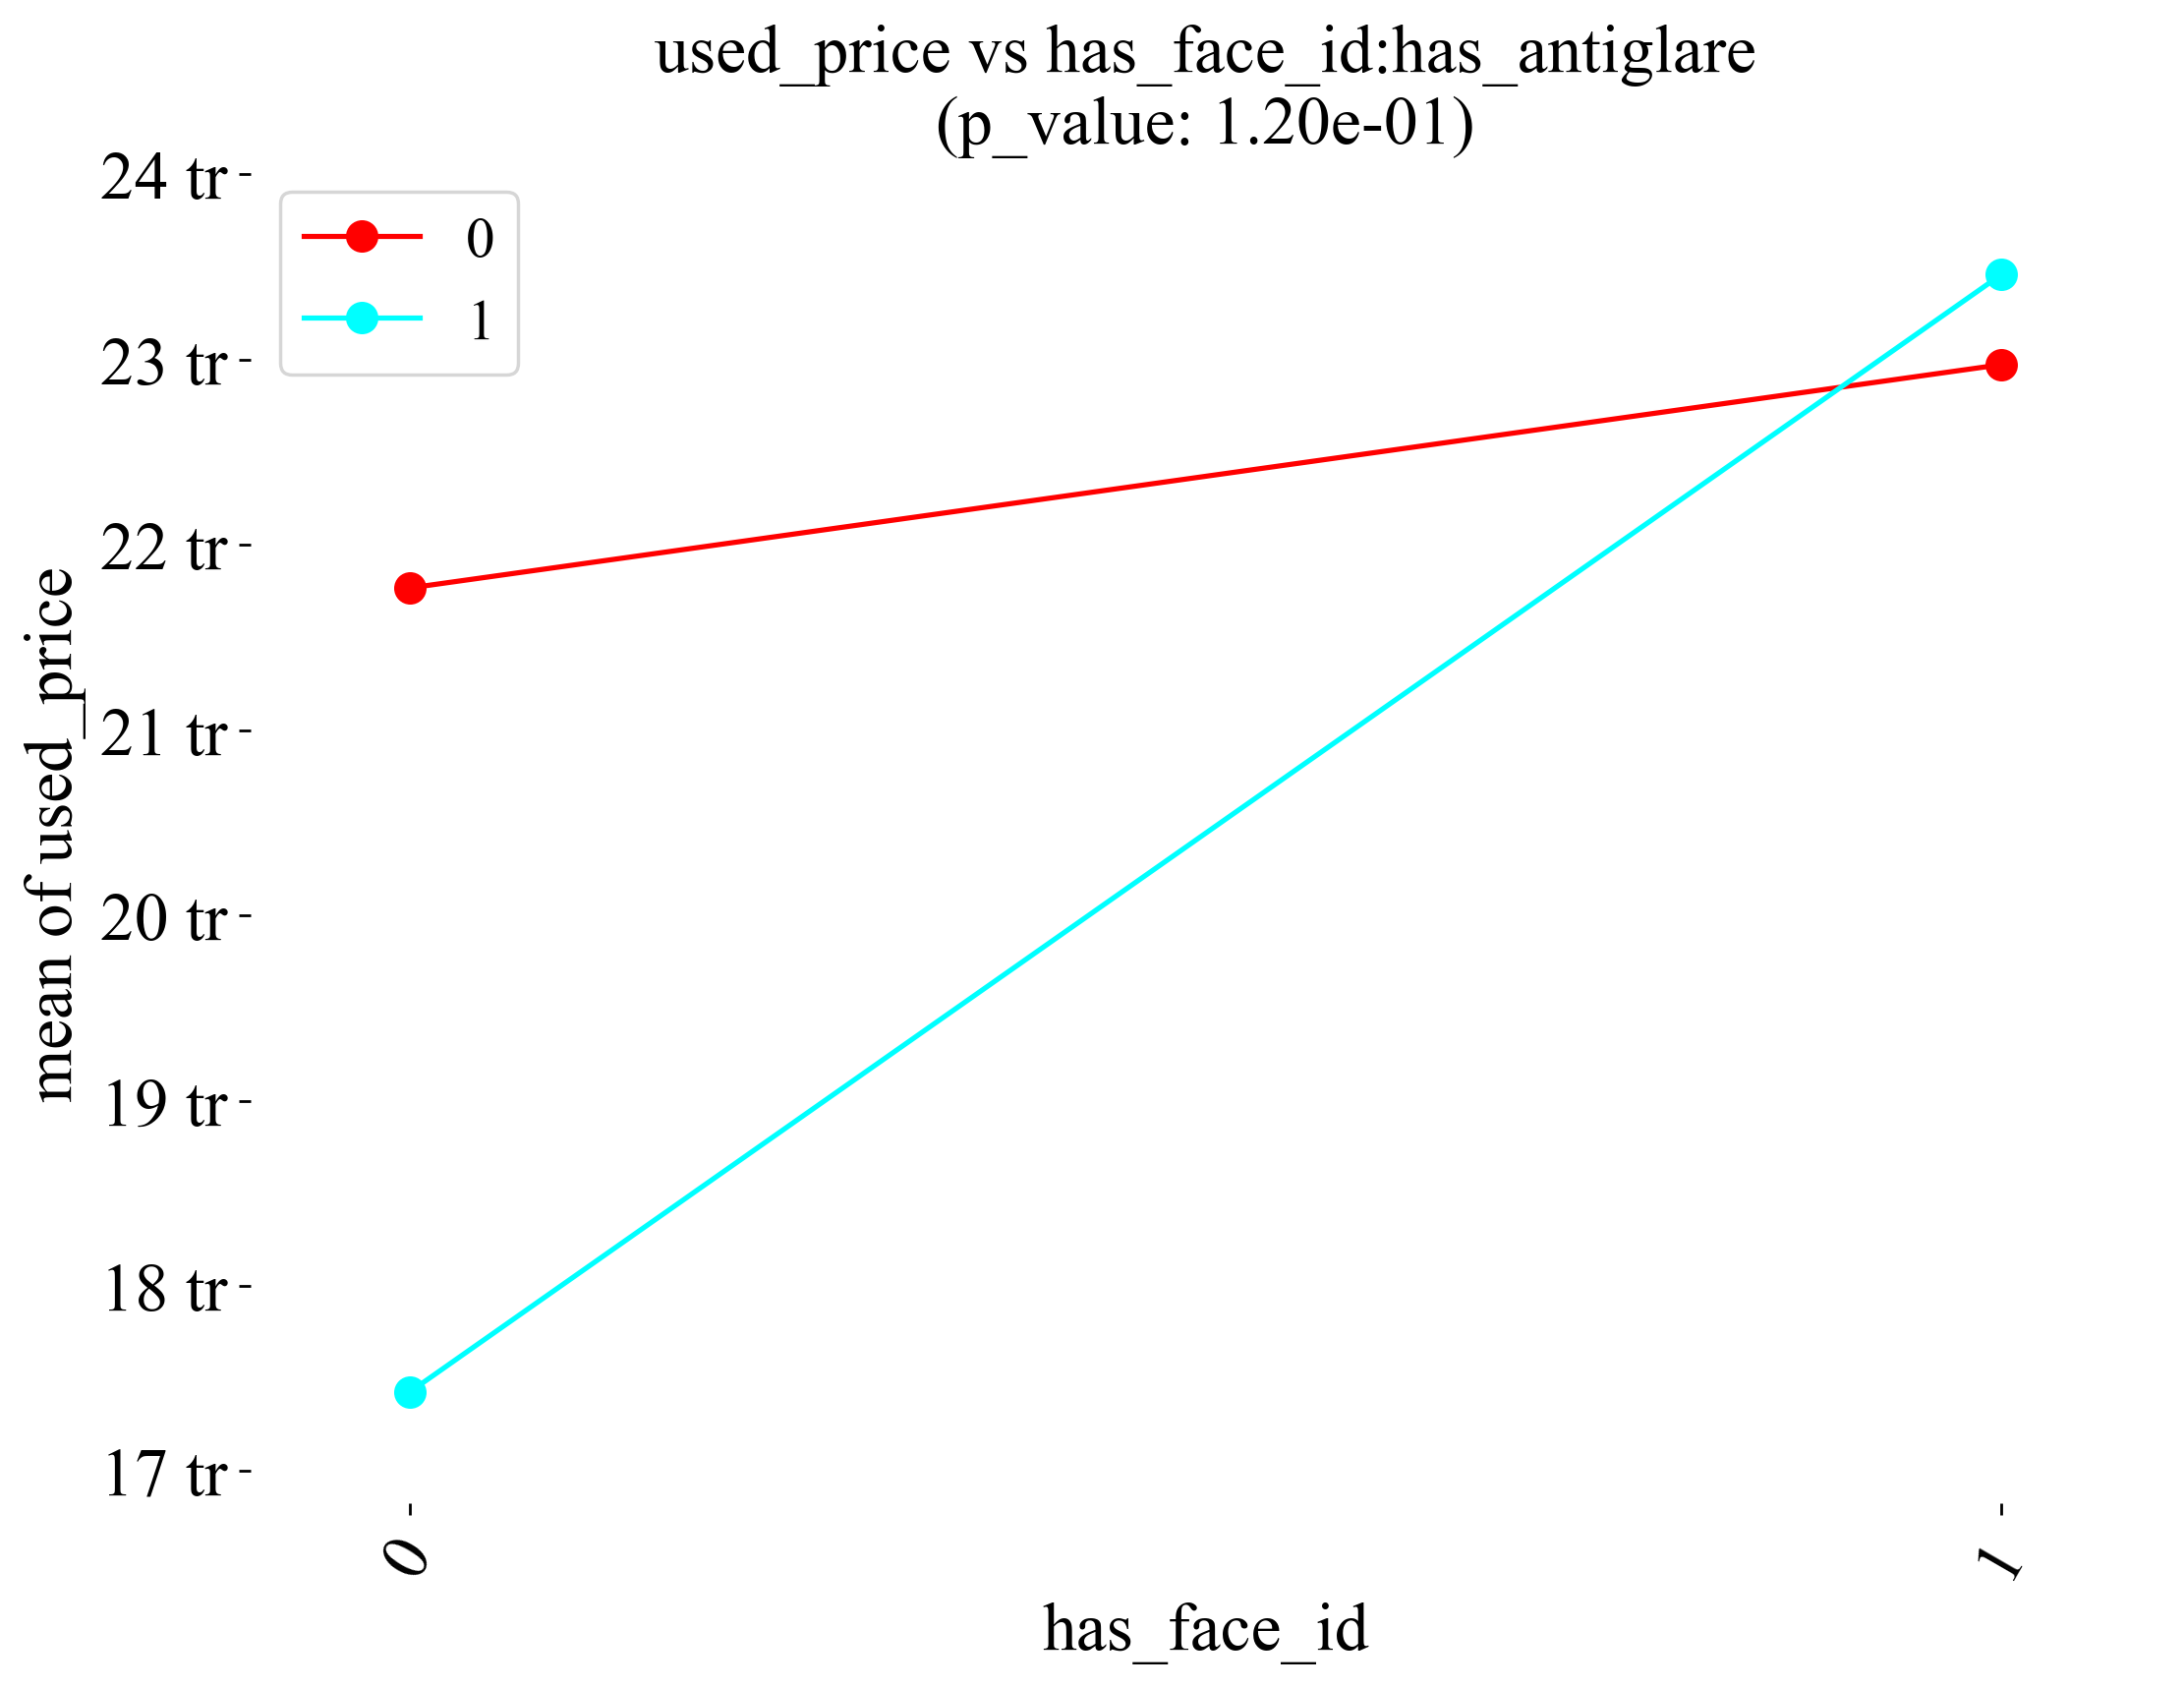 used_price vs has_face_id:has_antiglare
(p_value: 1.20e-01)
24 tr
0
1
23 tr
22 tr
21 tr
20 tr
19 tr
18 tr
17 tr
mean of used_price
0
1
has_face_id